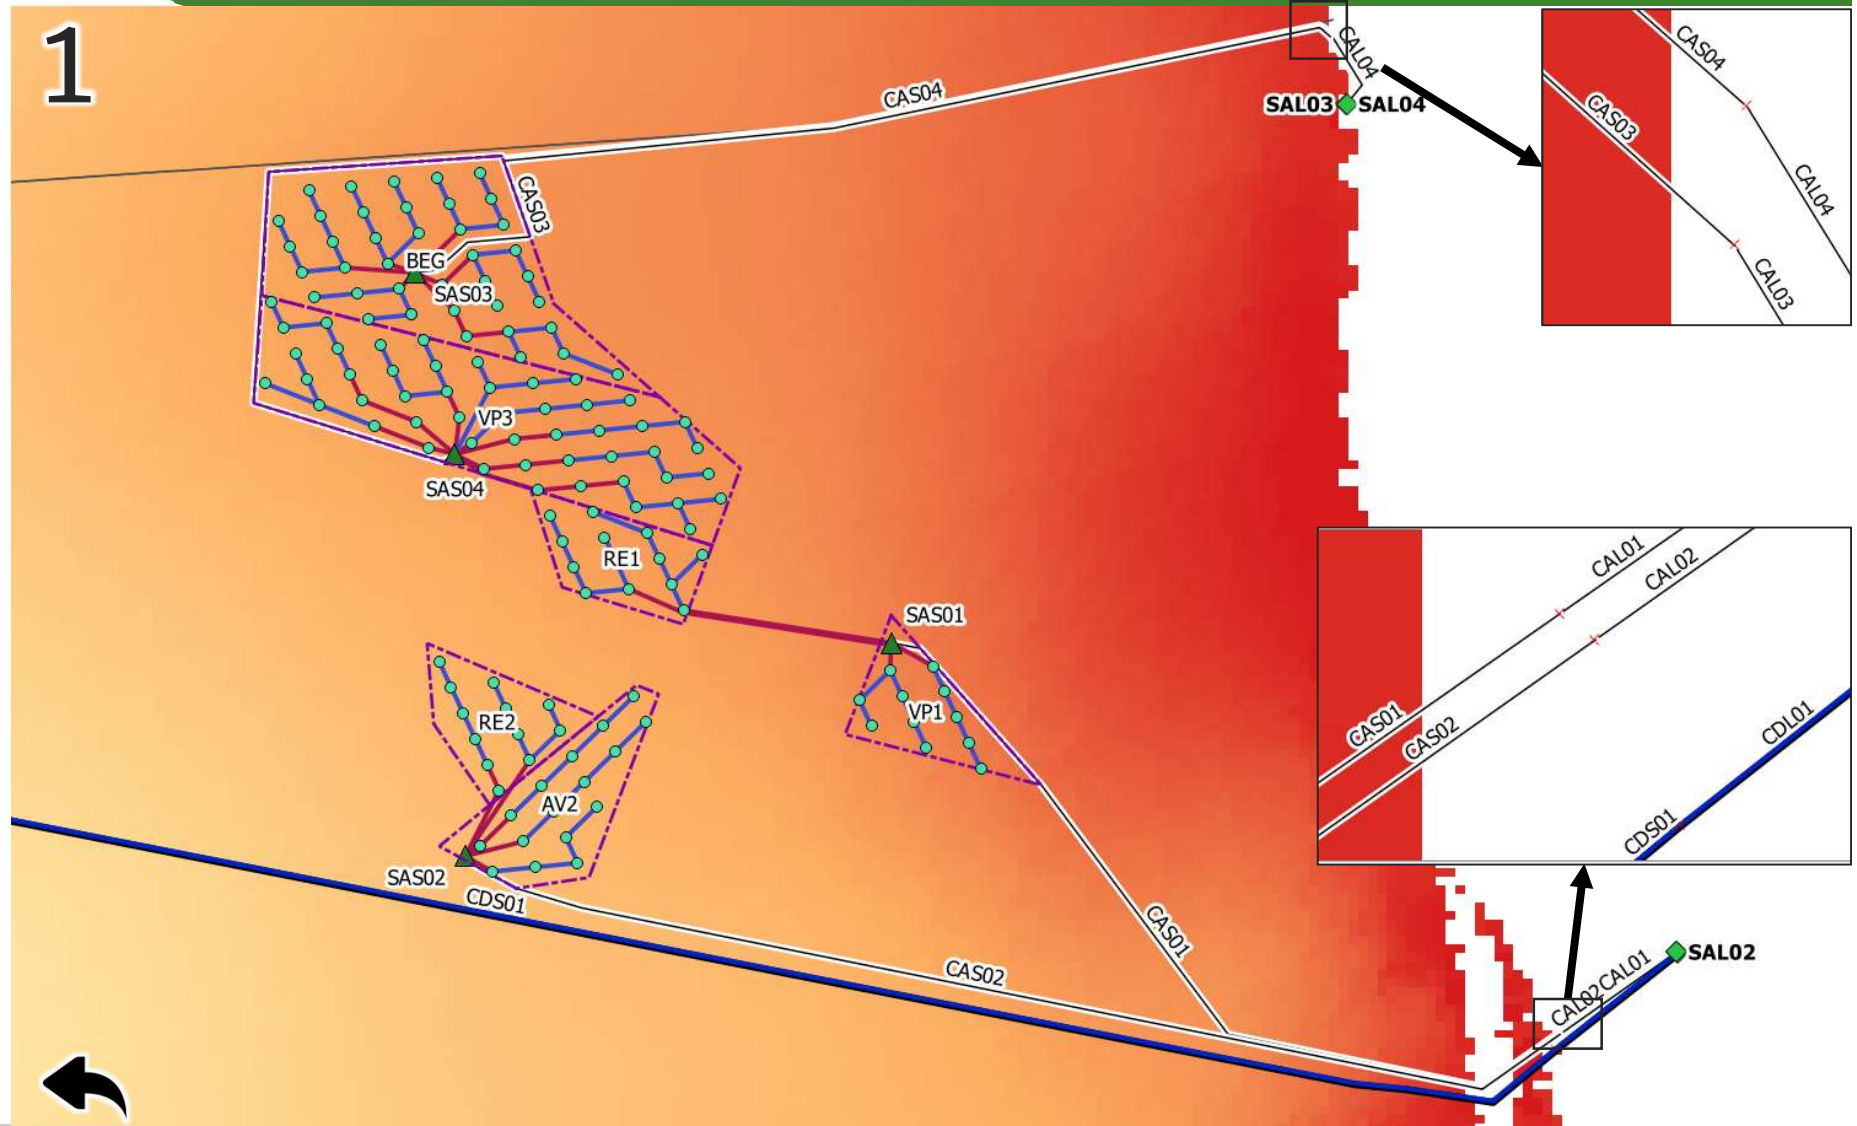 1
CAS04
CAL04
SAL03
SAL04
CAS04
CAS03
CAL04
CAL03
CAS03
BEG
SAS03
VP3
SAS04
RE1
SAS01
VP1
RE2
AV2
SAS02
CDS01
CAS02
CAS01
CAL01
CAL02
CAS01
CAS02
CDL01
CDS01
CAL02
CAL01
SAL02